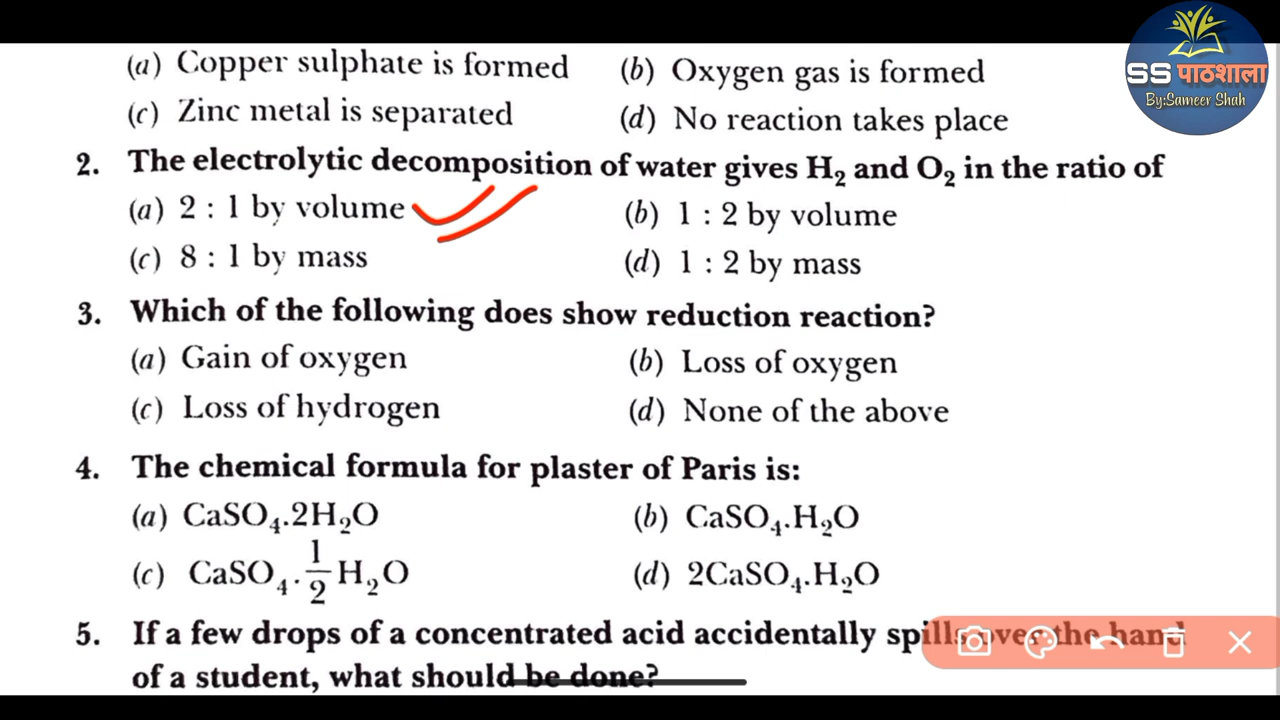 SS पाठशाला
By:Sameer Shah
(a) Copper sulphate is formed (b) Oxygen gas is formed
(c) Zinc metal is separated (d) No reaction takes place
2. The electrolytic decomposition of water gives H₂ and O₂ in the ratio of
(a) 2 : 1 by volume (b) 1 : 2 by volume
(c) 8 : 1 by mass (d) 1 : 2 by mass
3. Which of the following does show reduction reaction?
(a) Gain of oxygen (b) Loss of oxygen
(c) Loss of hydrogen (d) None of the above
4. The chemical formula for plaster of Paris is:
(a) CaSO₄.2H₂O (b) CaSO₄.H₂O
(c) CaSO₄.1/2H₂O (d) 2CaSO₄.H₂O
5. If a few drops of a concentrated acid accidentally spills over the hand
of a student, what should be done?